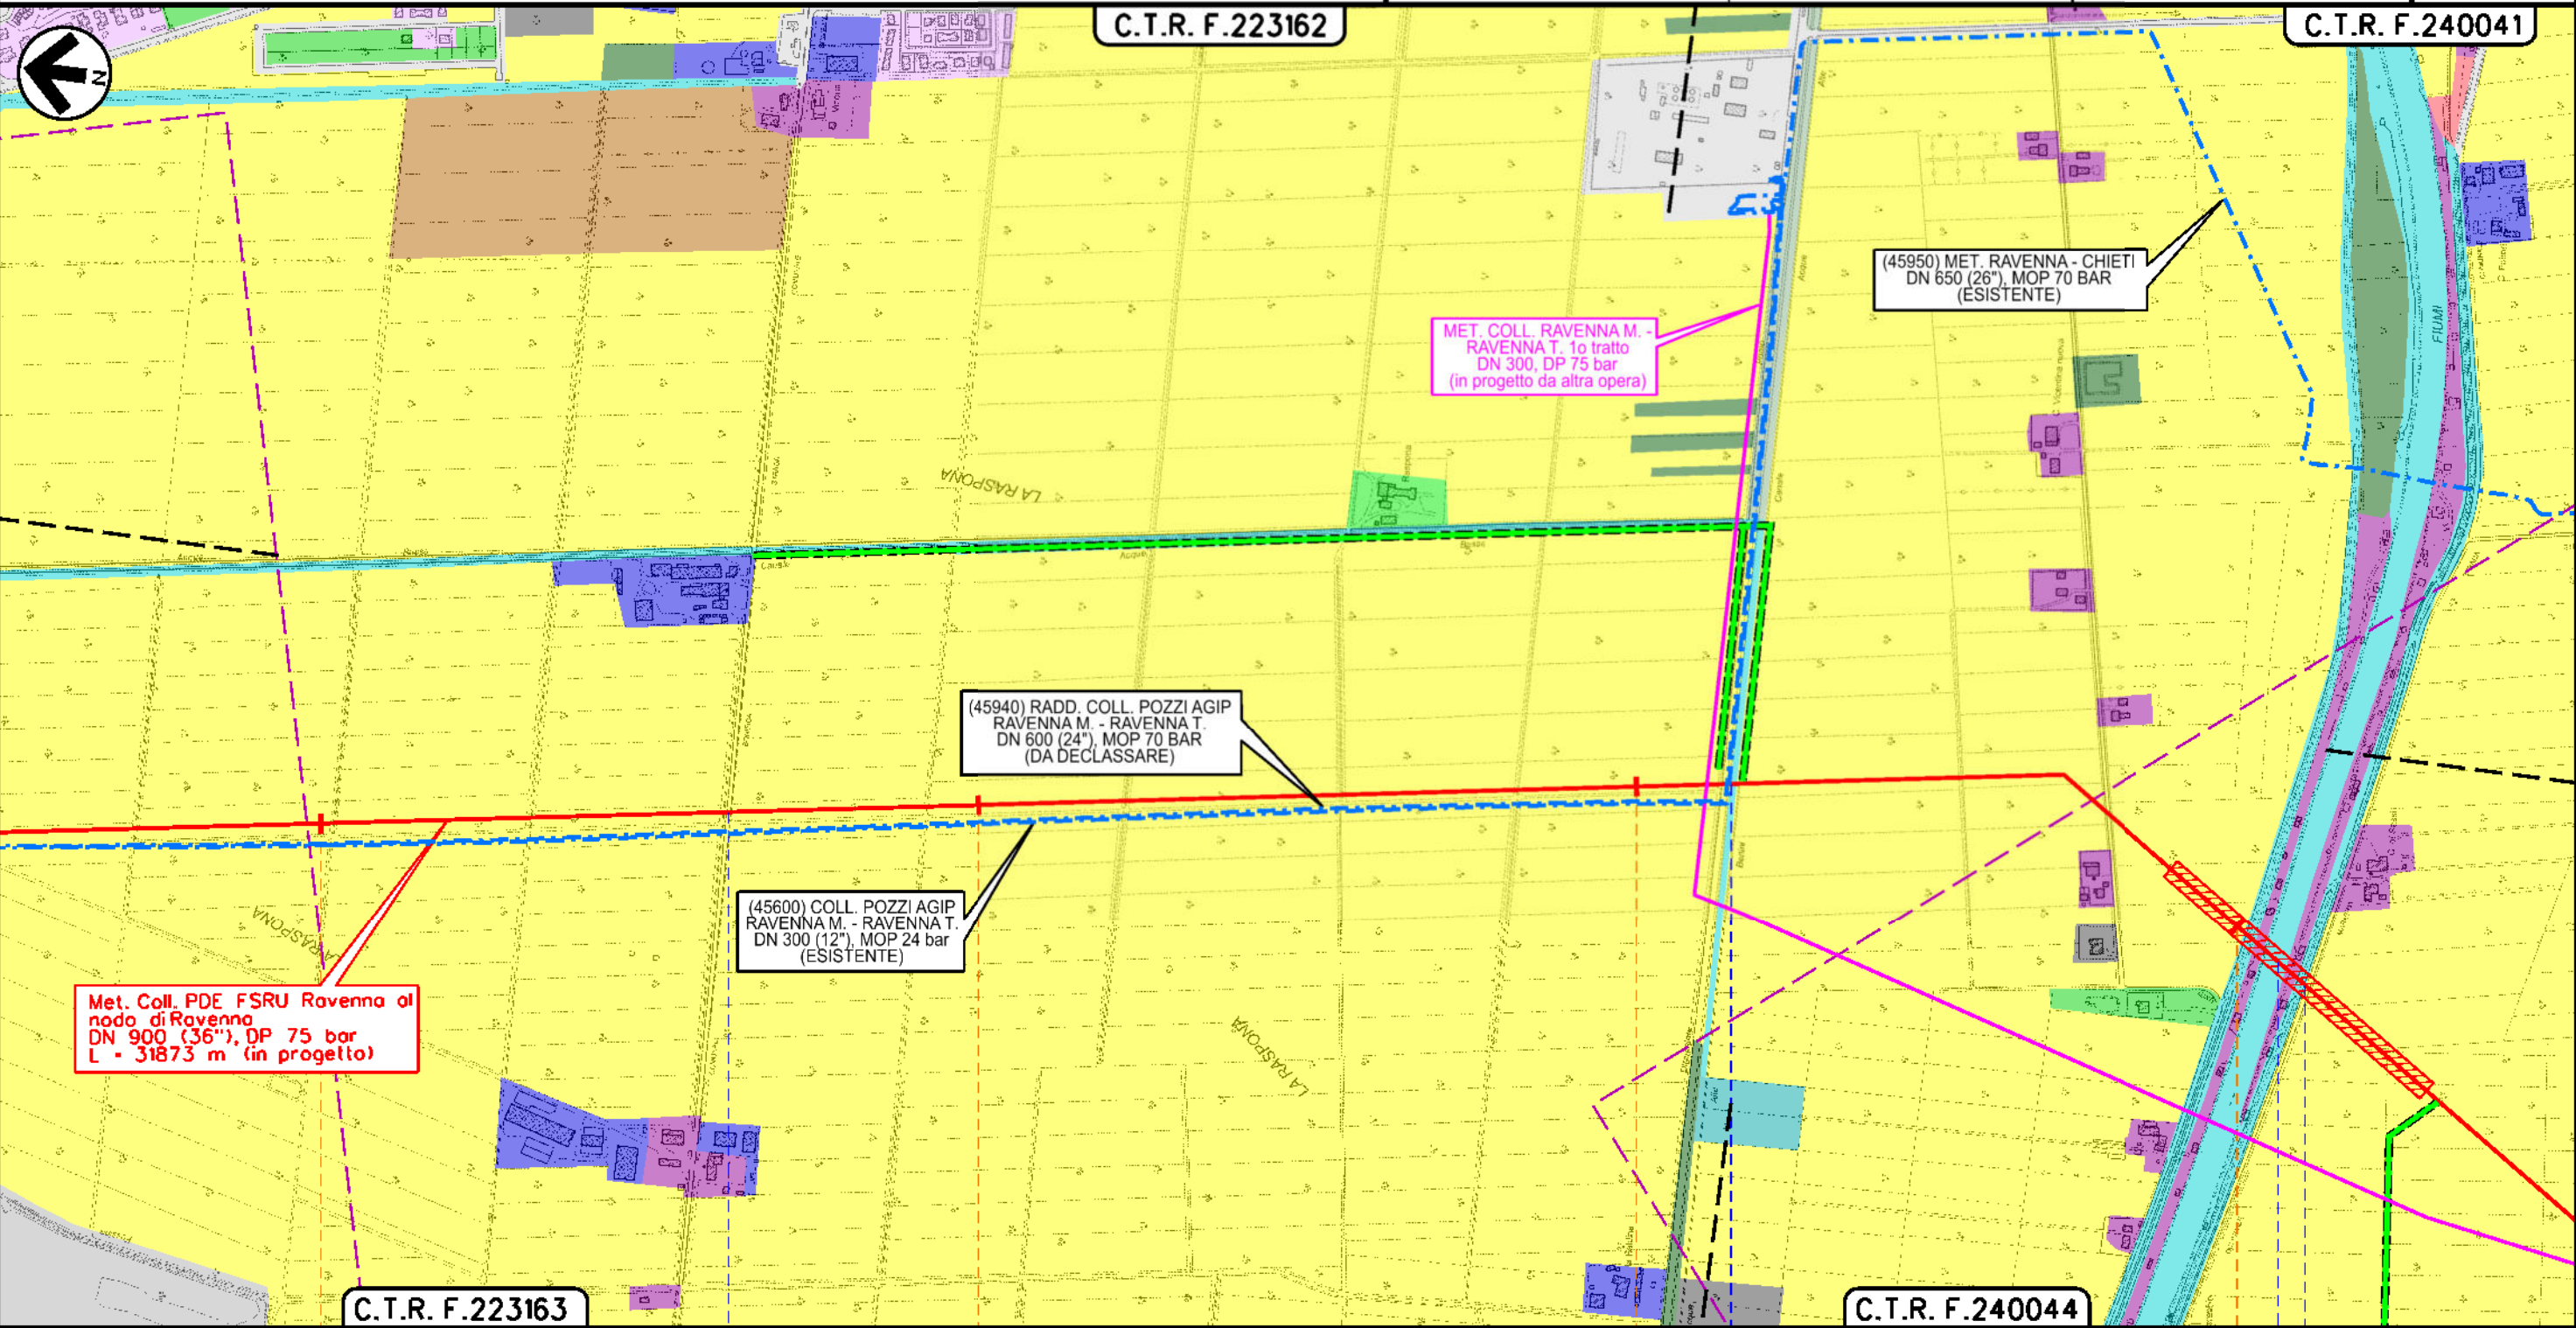 C.T.R. F.223162
C.T.R. F.240041
N
(45950) MET. RAVENNA - CHIETI
DN 650 (26"), MOP 70 BAR
(ESISTENTE)
MET. COLL. RAVENNA M. -
RAVENNA T. 1o tratto
DN 300, DP 75 bar
(in progetto da altra opera)
FIUMI
LA RASPONA
(45940) RADD. COLL. POZZI AGIP
RAVENNA M. - RAVENNA T.
DN 600 (24"), MOP 70 BAR
(DA DECLASSARE)
(45600) COLL. POZZI AGIP
RAVENNA M. - RAVENNA T.
DN 300 (12"), MOP 24 bar
(ESISTENTE)
LA RASPONA
Met. Coll. PDE FSRU Ravenna al
nodo di Ravenna
DN 900 (36"), DP 75 bar
L = 31873 m (in progetto)
LA RASPONA
C.T.R. F.223163
C.T.R. F.240044